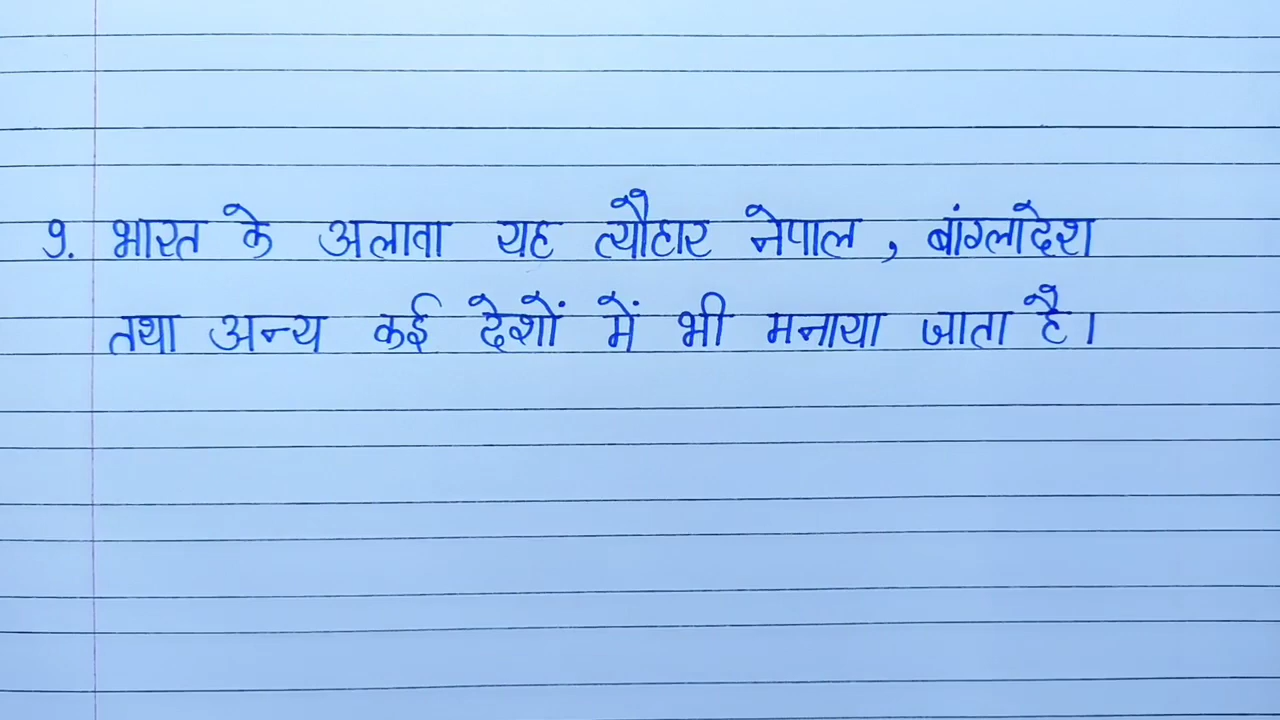 9. भारत के अलावा यह त्यौहार नेपाल, बांग्लादेश
तथा अन्य कई देशों में भी मनाया जाता है।